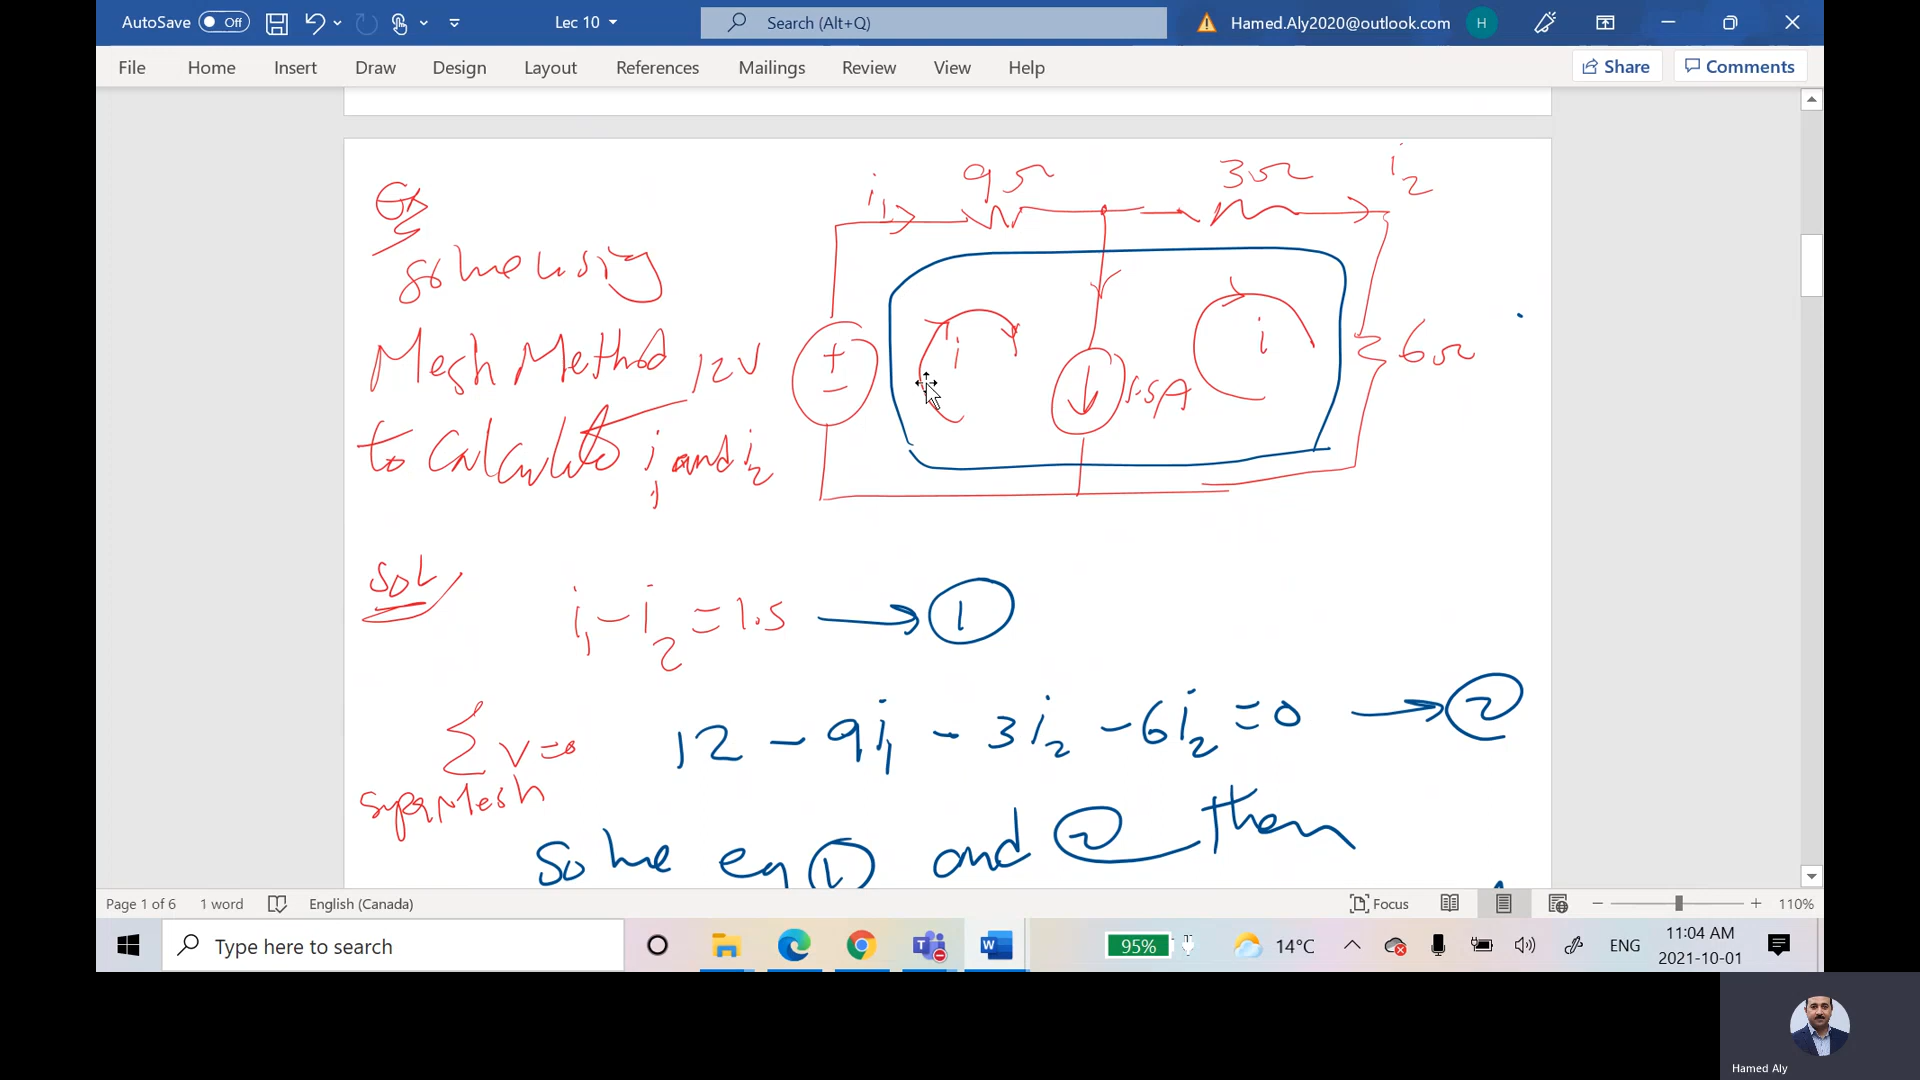 AutoSave Off Lec 10 Search (Alt+Q) Hamed.Aly2020@outlook.com H
File Home Insert Draw Design Layout References Mailings Review View Help Share Comments
i1 9Ω 3Ω i2
Ex
solve using
Mesh Method
12V + - i 1.5A i 6Ω
to Calculate i1 and i2
Sol
i1 - i2 = 1.5 → 1
Σ V=0
12 - 9i1 - 3i2 - 6i2 = 0 → 2
Super Mesh
Solve eq 1 and 2 then
Page 1 of 6 1 word English (Canada) Focus 110%
Type here to search 95% 14°C ENG 11:04 AM
2021-10-01
Hamed Aly